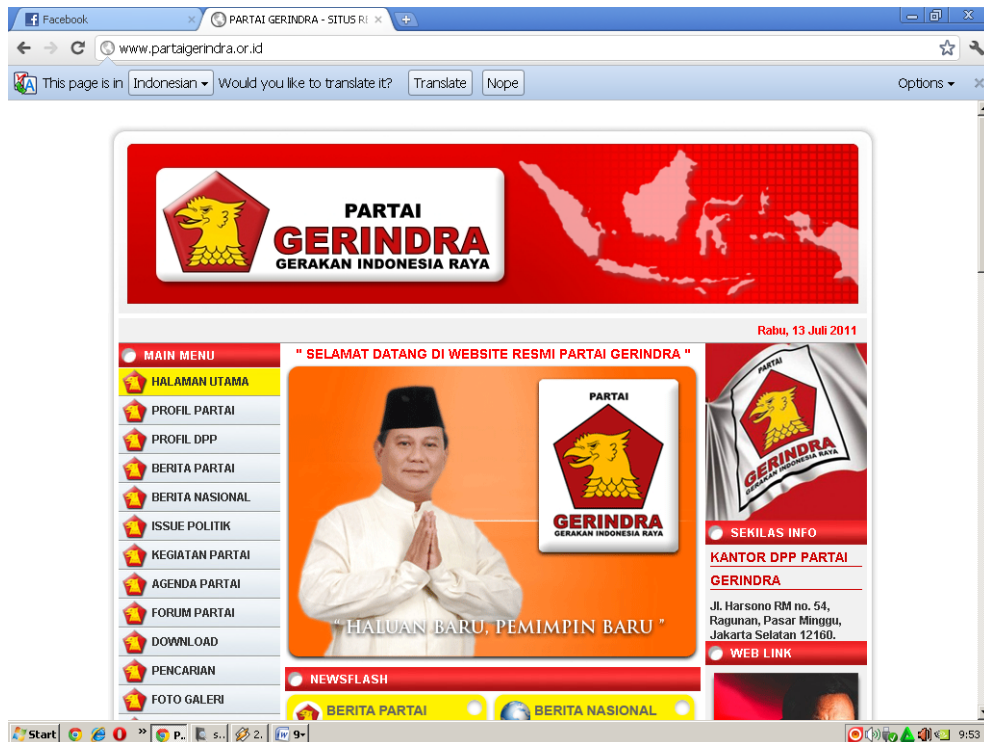 Facebook
PARTAI GERINDRA - SITUS RE
www.partaigerindra.or.id
This page is in Indonesian Would you like to translate it? Translate Nope Options
PARTAI
GERINDRA
GERAKAN INDONESIA RAYA
Rabu, 13 Juli 2011
MAIN MENU
HALAMAN UTAMA
PROFIL PARTAI
PROFIL DPP
BERITA PARTAI
BERITA NASIONAL
ISSUE POLITIK
KEGIATAN PARTAI
AGENDA PARTAI
FORUM PARTAI
DOWNLOAD
PENCARIAN
FOTO GALERI
" SELAMAT DATANG DI WEBSITE RESMI PARTAI GERINDRA "
PARTAI
GERINDRA
GERAKAN INDONESIA RAYA
" HALUAN BARU, PEMIMPIN BARU "
NEWSFLASH
BERITA PARTAI
BERITA NASIONAL
PARTAI
GERINDRA
GERAKAN INDONESIA RAYA
SEKILAS INFO
KANTOR DPP PARTAI
GERINDRA
Jl. Harsono RM no. 54,
Ragunan, Pasar Minggu,
Jakarta Selatan 12160.
WEB LINK
Start P.. s.. 2. 9 9:53